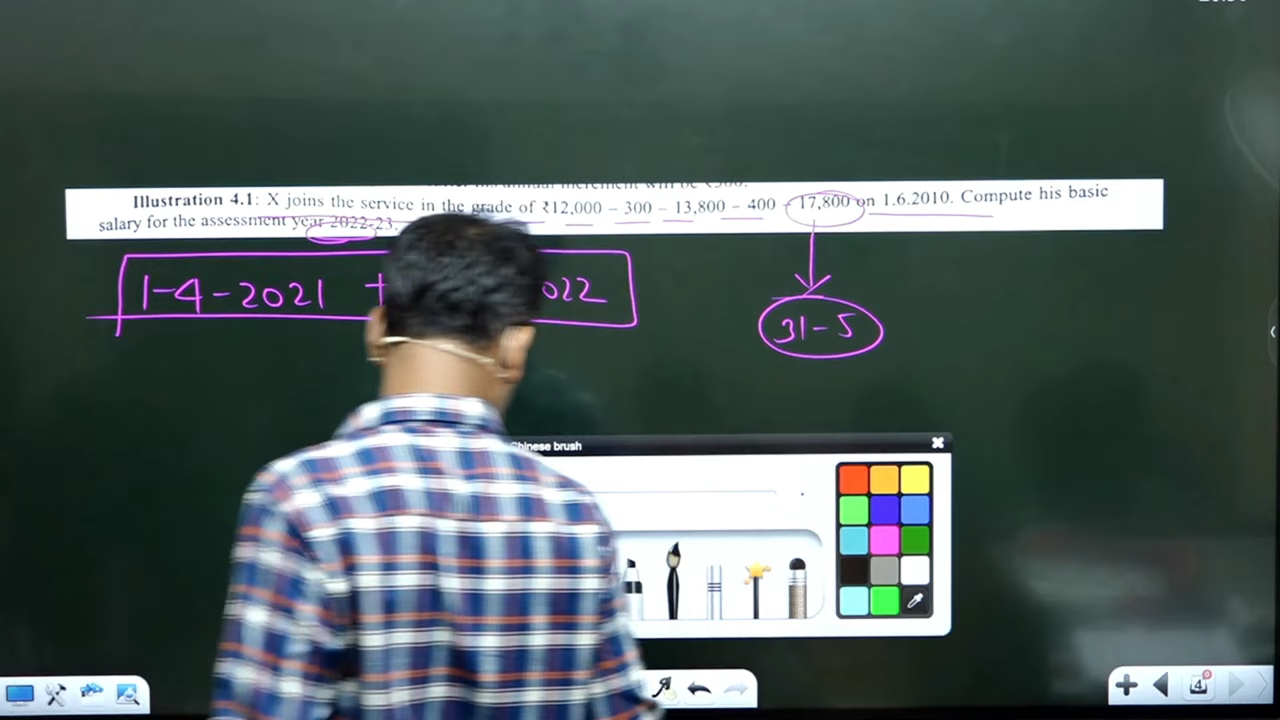 Illustration 4.1: X joins the service in the grade of ₹12,000 – 300 – 13,800 – 400 – 17,800 on 1.6.2010. Compute his basic
salary for the assessment year 2022-23.
1-4-2021 022
31-5
Chinese brush
4